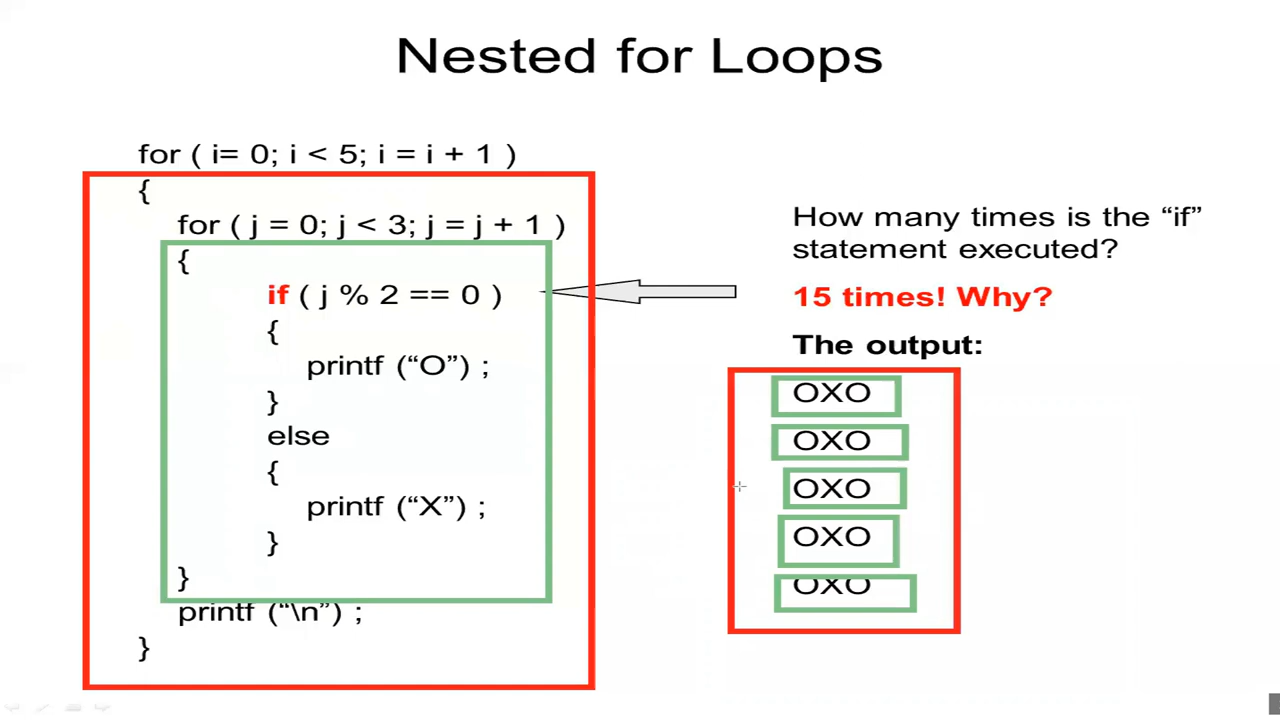 Nested for Loops
for ( i= 0; i < 5; i = i + 1 )
{
for ( j = 0; j < 3; j = j + 1 )
{
if ( j % 2 == 0 )
{
printf (“O”) ;
}
else
{
printf (“X”) ;
}
}
printf (“\n”) ;
}
How many times is the “if”
statement executed?
15 times! Why?
The output:
OXO
OXO
OXO
OXO
OXO